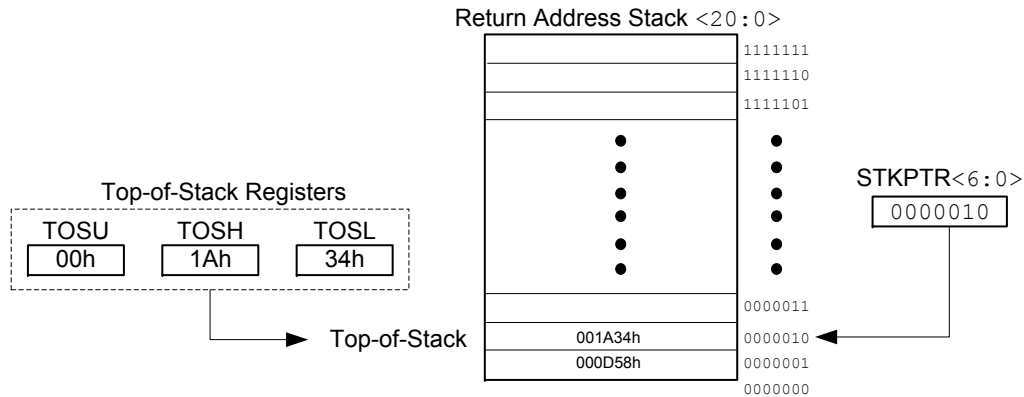 Return Address Stack <20:0>
1111111
1111110
1111101
STKPTR<6:0>
0000010
Top-of-Stack Registers
TOSU TOSH TOSL
00h 1Ah 34h
0000011
Top-of-Stack 001A34h 0000010
000D58h 0000001
0000000